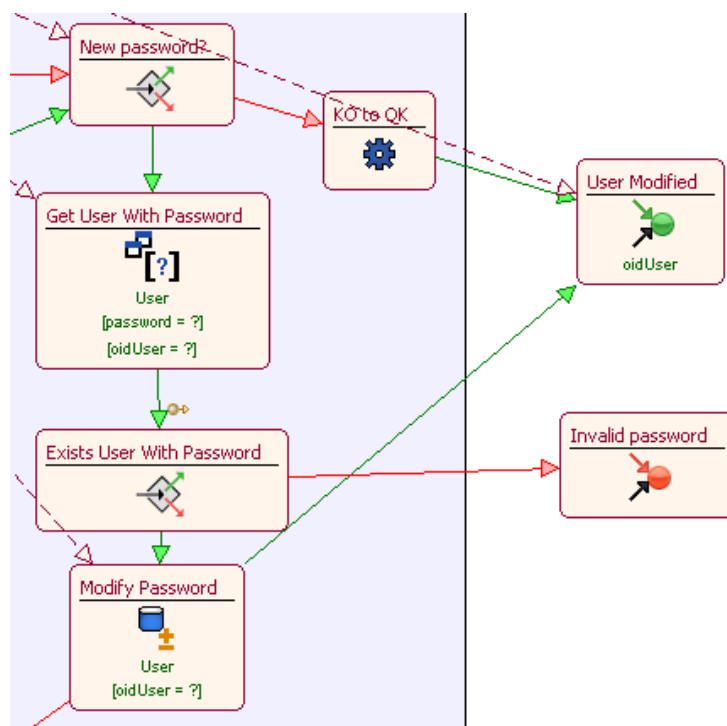 New password?
KO to OK
User Modified
oidUser
Get User With Password
[?]
User
[password = ?]
[oidUser = ?]
Exists User With Password
Invalid password
Modify Password
User
[oidUser = ?]